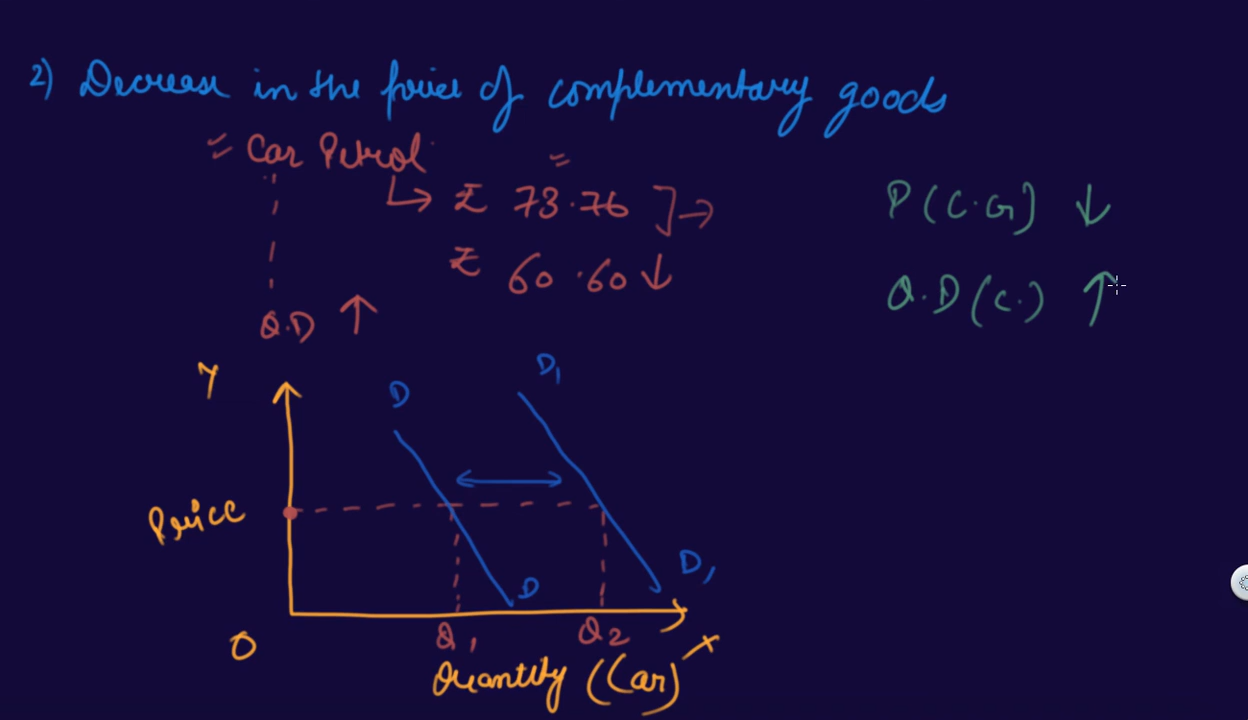 2) Decrease in the price of complementary goods
= Car Petrol =
↳ ₹ 73.76 ] →
P (C.G) ↓
₹ 60.60 ↓
Q.D (C.) ↑
Q.D ↑
Y
D
D1
Price
D
D1
O
Q1
Q2
X
Quantity (Car)